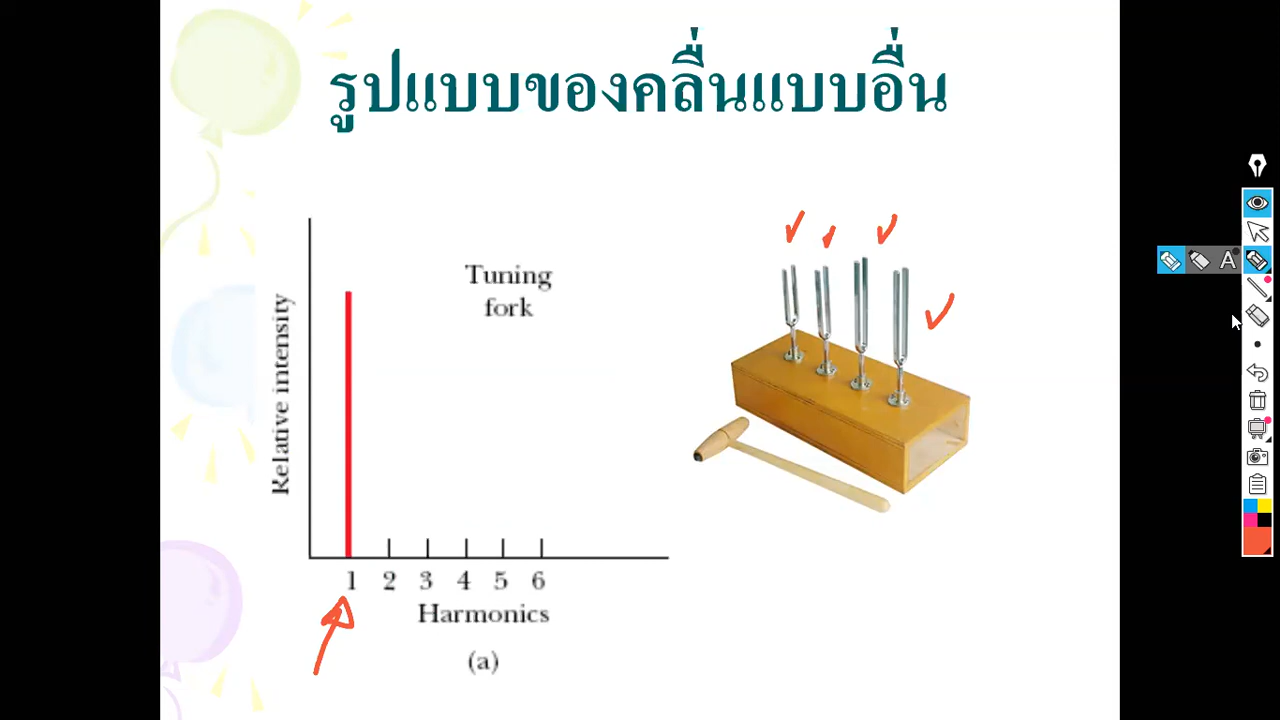 รูปแบบของคลื่นแบบอื่น
Tuning
fork
Relative intensity
1 2 3 4 5 6
Harmonics
(a)
A